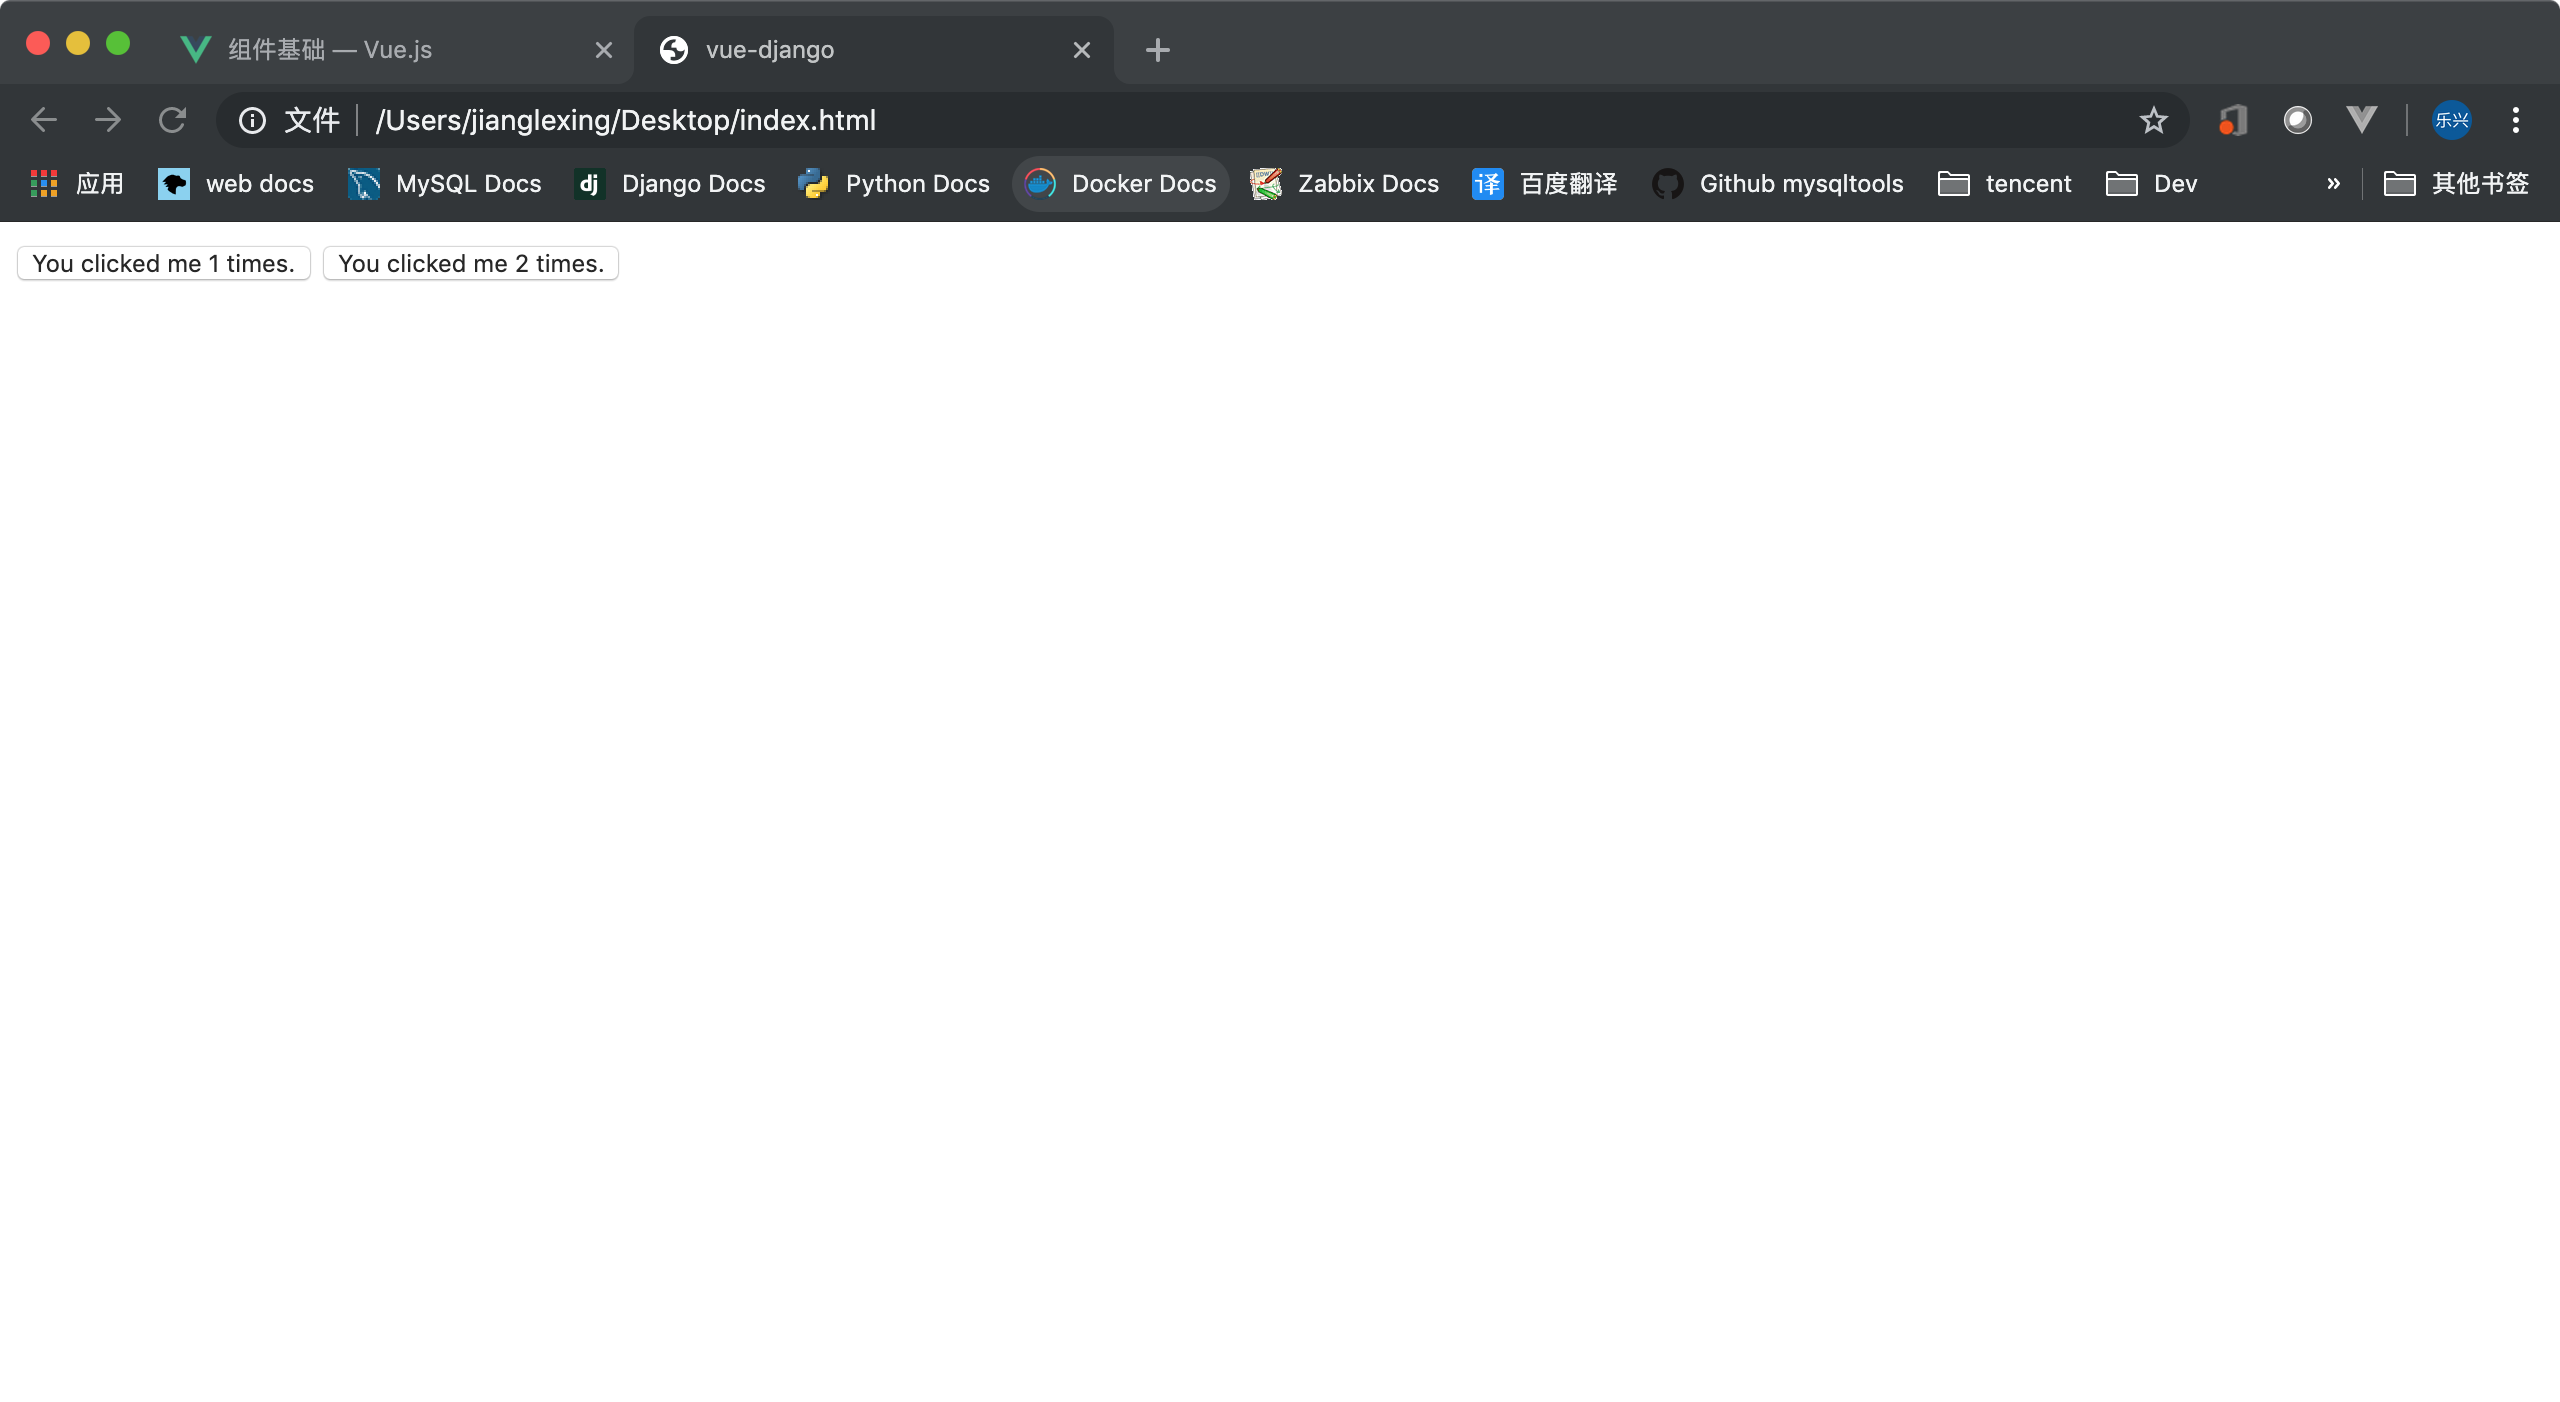 组件基础 — Vue.js
vue-django
文件 /Users/jianglexing/Desktop/index.html
乐兴
应用 web docs MySQL Docs dj Django Docs Python Docs Docker Docs Zabbix Docs 译 百度翻译 Github mysqltools tencent Dev » 其他书签
You clicked me 1 times. You clicked me 2 times.